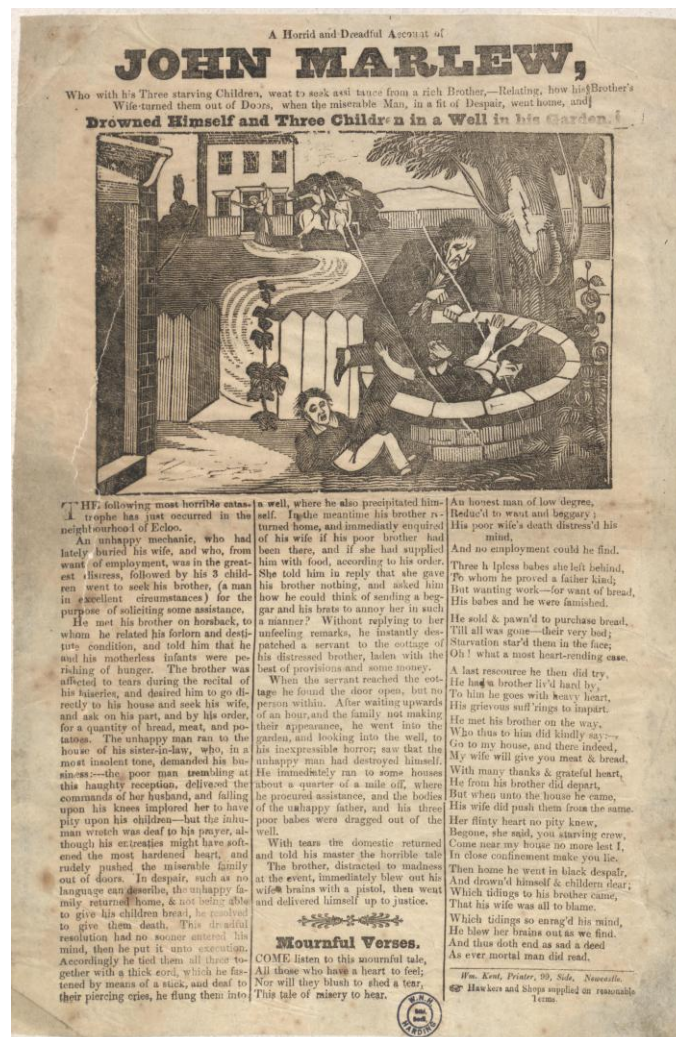 A Horrid and Dreadful Account of
JOHN MARLEW,
Who with his Three starving Children, went to seek assi tance from a rich Brother,—Relating, how his Brother's
Wife turned them out of Doors, when the miserable Man, in a fit of Despair, went home, and
Drowned Himself and Three Children in a Well in his Garden.
THE following most horrible catas-
trophe has just occurred in the
neighbourhood of Ecloo.
An unhappy mechanic, who had
lately buried his wife, and who, from
want of employment, was in the great-
est distress, followed by his 3 child-
ren went to seek his brother, (a man
in excellent circumstances) for the
purpose of soliciting some assistance.
He met his brother on horsback, to
whom he related his forlorn and desti-
tute condition, and told him that he
and his motherless infants were pe-
rishing of hunger. The brother was
affected to tears during the recital of
his miseries, and desired him to go di-
rectly to his house and seek his wife,
and ask on his part, and by his order,
for a quantity of bread, meat, and po-
tatoes. The unhappy man ran to the
house of his sister-in-law, who, in a
most insolent tone, demanded his bu-
siness:—the poor man trembling at
this haughty reception, delivered the
commands of her husband, and falling
upon his knees implored her to have
pity upon his children—but the inhu-
man wretch was deaf to his prayer, al-
though his entreaties might have soft-
ened the most hardened heart, and
rudely pushed the miserable family
out of doors. In despair, such as no
language can describe, the unhappy fa-
mily returned home, & not being able
to give his children bread, he resolved
to give them death. This dreadful
resolution had no sooner entered his
mind, then he put it unto execution.
Accordingly he tied them all three to-
gether with a thick cord, which he fas-
tened by means of a stick, and deaf to
their piercing cries, he flung them into
a well, where he also precipitated him-
self. In the meantime his brother re-
turned home, and immediatly enquired
of his wife if his poor brother had
been there, and if she had supplied
him with food, according to his order.
She told him in reply that she gave
his brother nothing, and asked him
how he could think of sending a beg-
gar and his brats to annoy her in such
a manner? Without replying to her
unfeeling remarks, he instantly des-
patched a servant to the cottage of
his distressed brother, laden with the
best of provisions and some money.
When the servant reached the cot-
tage he found the door open, but no
person within. After waiting upwards
of an hour, and the family not making
their appearance, he went into the
garden, and looking into the well, to
his inexpressible horror; saw that the
unhappy man had destroyed himself.
He immediately ran to some houses
about a quarter of a mile off, where
he procured assistance, and the bodies
of the unhappy father, and his three
poor babes were dragged out of the
well.
With tears the domestic returned
and told his master the horrible tale
The brother, distracted to madness
at the event, immediately blew out his
wife's brains with a pistol, then went
and delivered himself up to justice.
Mournful Verses.
COME listen to this mournful tale,
All those who have a heart to feel;
Nor will they blush to shed a tear,
This tale of misery to hear.
An honest man of low degree,
Reduc'd to want and beggary;
His poor wife's death distress'd his
mind,
And no employment could he find.
Three h lpless babes she left behind,
To whom he proved a father kind;
But wanting work—for want of bread,
His babes and he were famished.
He sold & pawn'd to purchase bread,
Till all was gone—their very bed;
Starvation star'd them in the face;
Oh! what a most heart-rending case.
A last rescource he then did try,
He had a brother liv'd hard by,
To him he goes with heavy heart,
His grievous suff'rings to impart.
He met his brother on the way,
Who thus to him did kindly say:—
Go to my house, and there indeed,
My wife will give you meat & bread,
With many thanks & grateful heart,
He from his brother did depart,
But when unto the house he came,
His wife did push them from the same.
Her flinty heart no pity knew,
Begone, she said, you starving crew,
Come near my house no more lest I,
In close confinement make you lie.
Then home he went in black despair,
And drown'd himself & childern dear;
Which tidings to his brother came,
That his wife was all to blame.
Which tidings so enrag'd his mind,
He blew her brains out as we find.
And thus doth end as sad a deed
As ever mortal man did read.
Wm. Kent, Printer, 99, Side, Newcastle.
Hawkers and Shops supplied on reasonable
Terms.
W.N.H.
HARDING